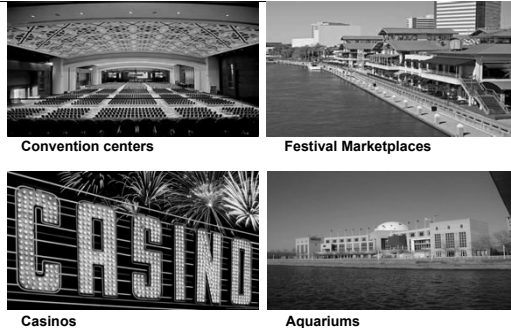 Convention centers
Festival Marketplaces
CASINO
Casinos
Aquariums